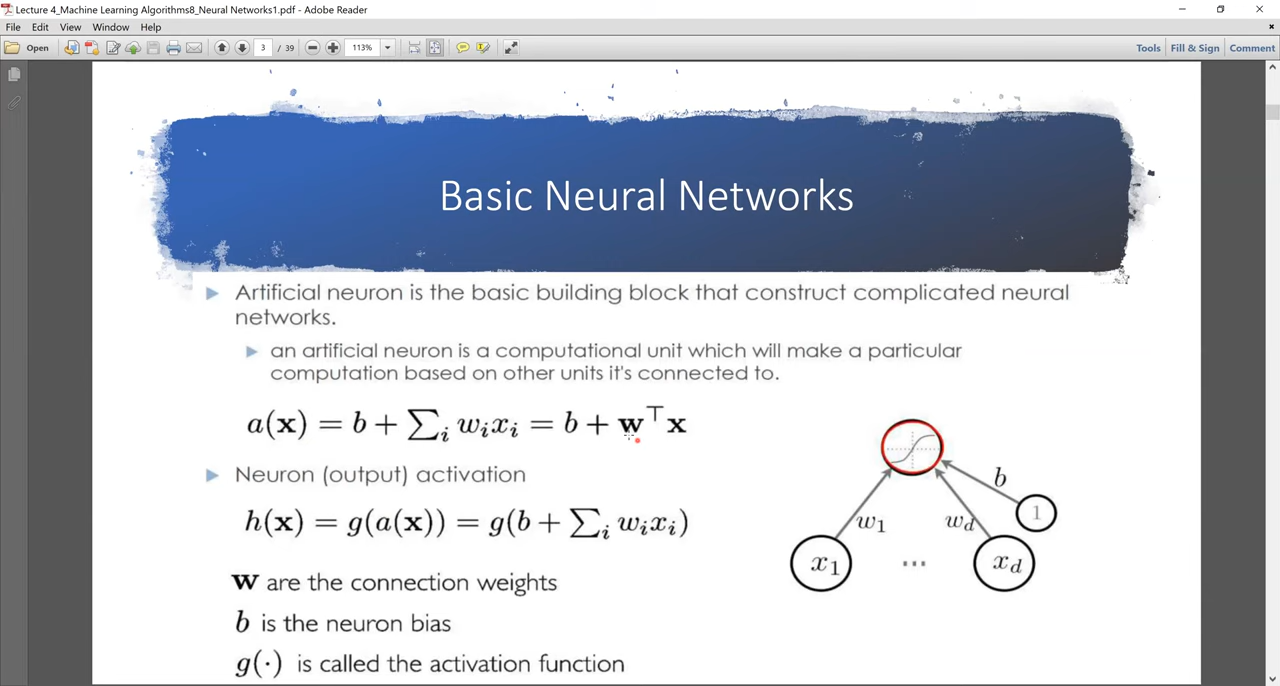 Lecture 4_Machine Learning Algorithms8_Neural Networks1.pdf - Adobe Reader
File Edit View Window Help
Open 3 / 39 113% Tools Fill & Sign Comment
Basic Neural Networks
Artificial neuron is the basic building block that construct complicated neural
networks.
an artificial neuron is a computational unit which will make a particular
computation based on other units it's connected to.
a(x) = b + ∑ᵢ wᵢxᵢ = b + w⊤x
Neuron (output) activation
h(x) = g(a(x)) = g(b + ∑ᵢ wᵢxᵢ)
w are the connection weights
b is the neuron bias
g(·) is called the activation function
b
1
w₁ w_d
x₁ ... x_d